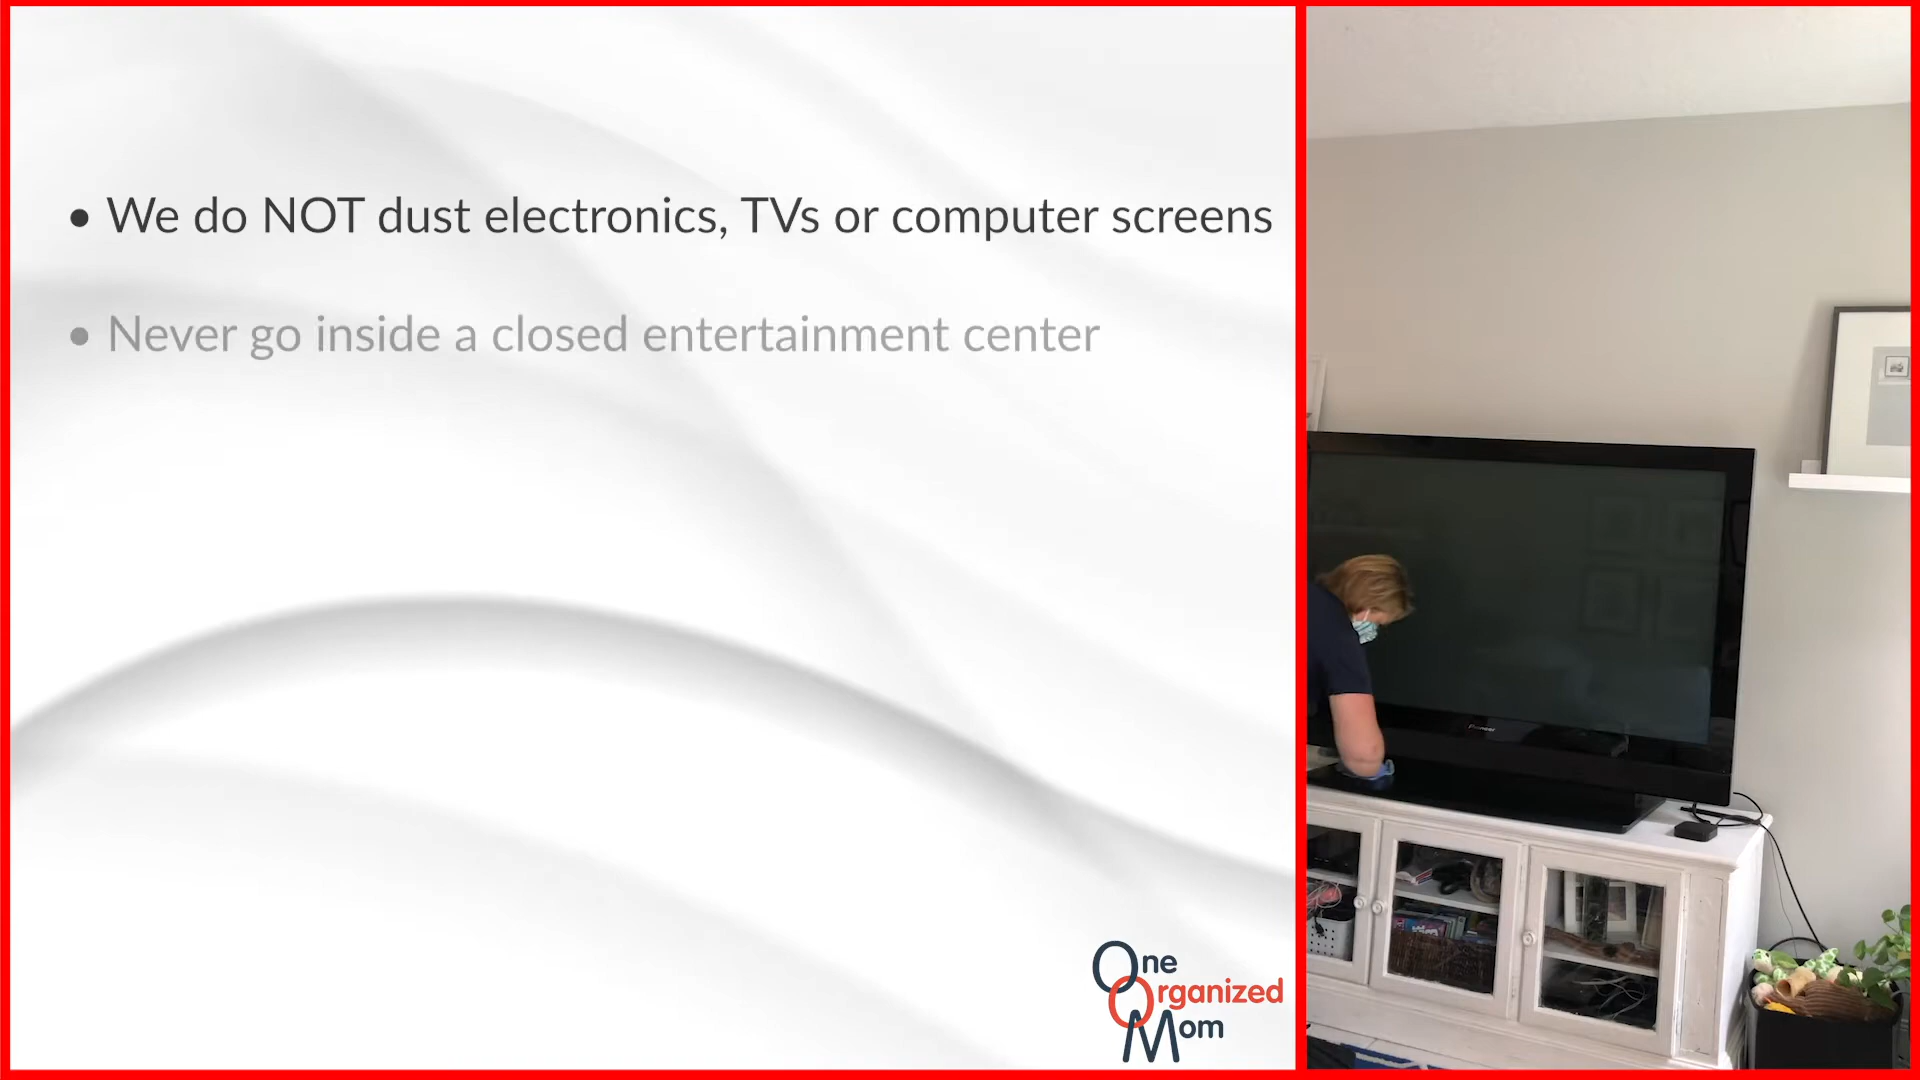 • We do NOT dust electronics, TVs or computer screens
• Never go inside a closed entertainment center
One
Organized
Mom